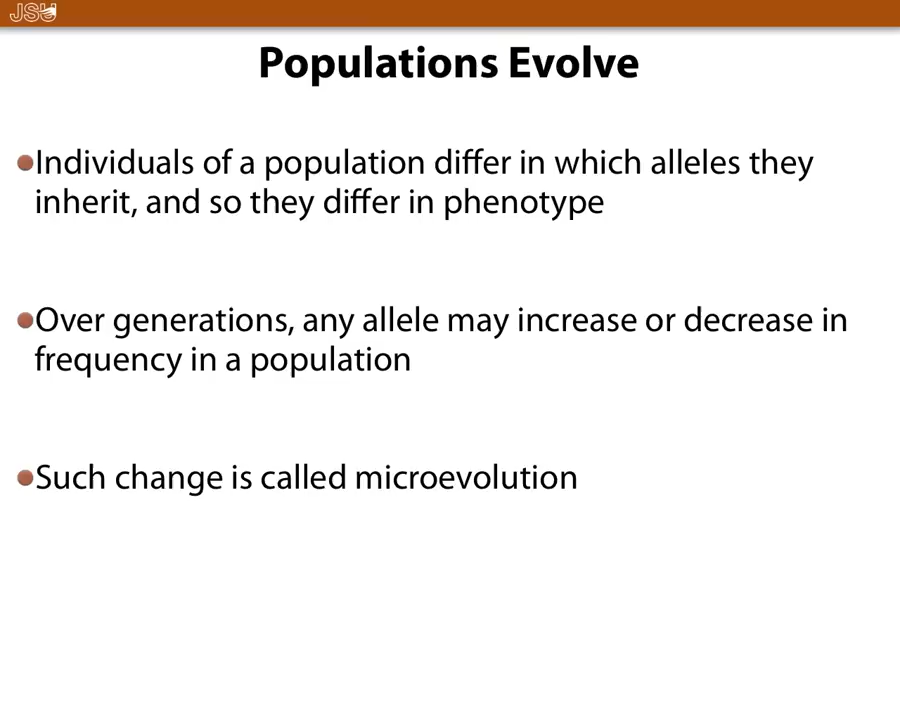 JSU
Populations Evolve
Individuals of a population differ in which alleles they
inherit, and so they differ in phenotype
Over generations, any allele may increase or decrease in
frequency in a population
Such change is called microevolution